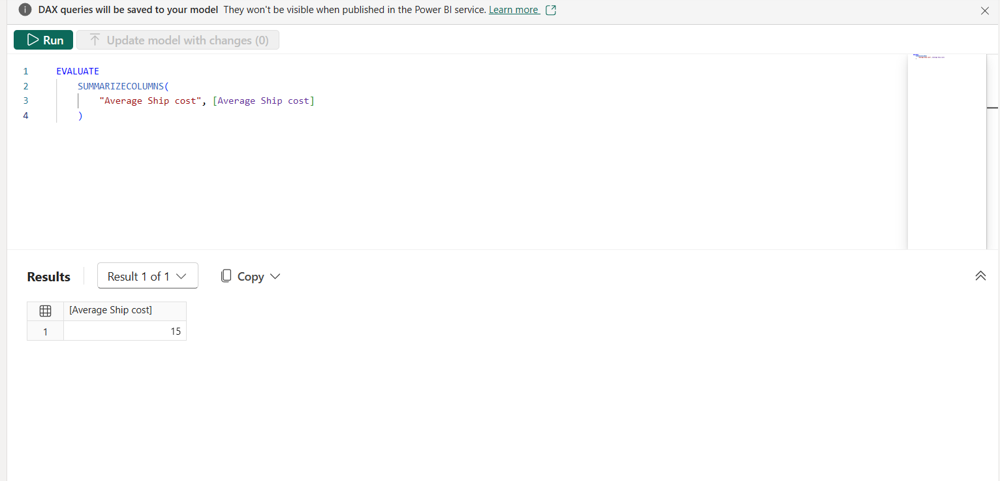 DAX queries will be saved to your model They won't be visible when published in the Power BI service. Learn more
Run Update model with changes (0)
1 EVALUATE
2 SUMMARIZECOLUMNS(
3 "Average Ship cost", [Average Ship cost]
4 )
Results Result 1 of 1 Copy
[Average Ship cost]
1 15